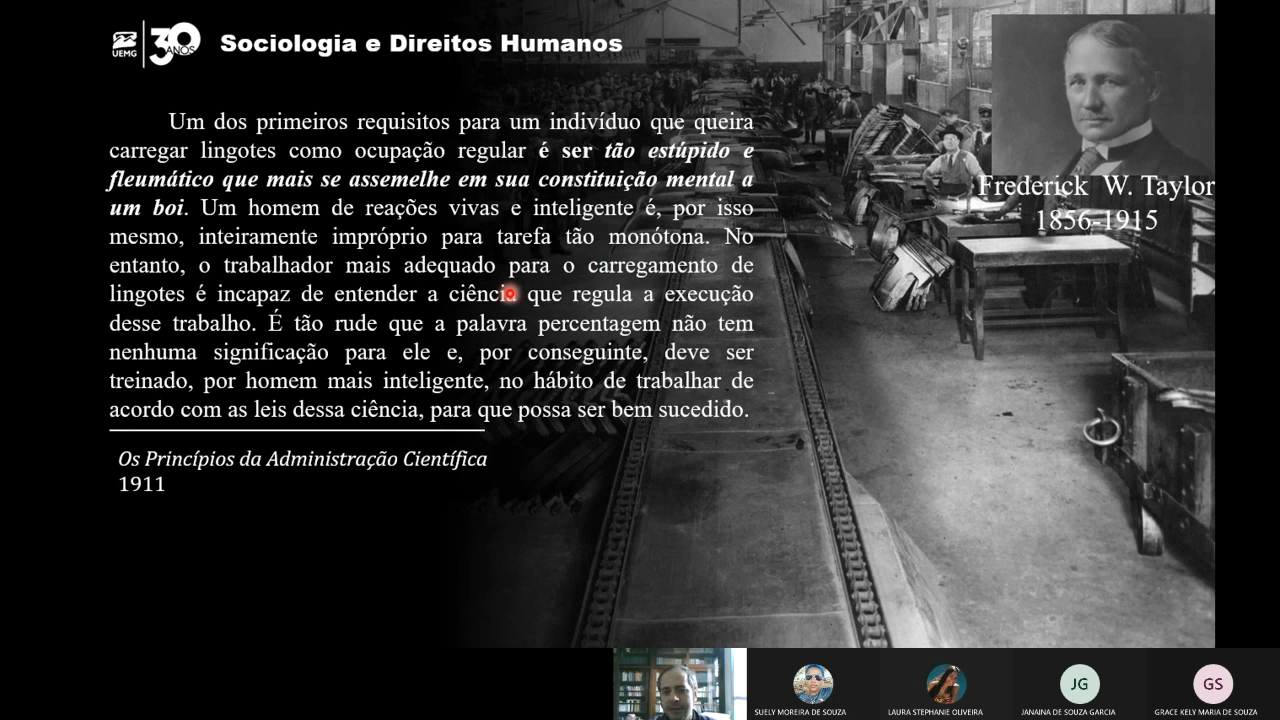 UEMG
30
ANOS
Sociologia e Direitos Humanos
Um dos primeiros requisitos para um indivíduo que queira
carregar lingotes como ocupação regular é ser tão estúpido e
fleumático que mais se assemelhe em sua constituição mental a
um boi. Um homem de reações vivas e inteligente é, por isso
mesmo, inteiramente impróprio para tarefa tão monótona. No
entanto, o trabalhador mais adequado para o carregamento de
lingotes é incapaz de entender a ciência que regula a execução
desse trabalho. É tão rude que a palavra percentagem não tem
nenhuma significação para ele e, por conseguinte, deve ser
treinado, por homem mais inteligente, no hábito de trabalhar de
acordo com as leis dessa ciência, para que possa ser bem sucedido.
Os Princípios da Administração Científica
1911
Frederick W. Taylor
1856-1915
SUELY MOREIRA DE SOUZA
LAURA STEPHANIE OLIVEIRA
JG
JANAINA DE SOUZA GARCIA
GS
GRACE KELY MARIA DE SOUZA